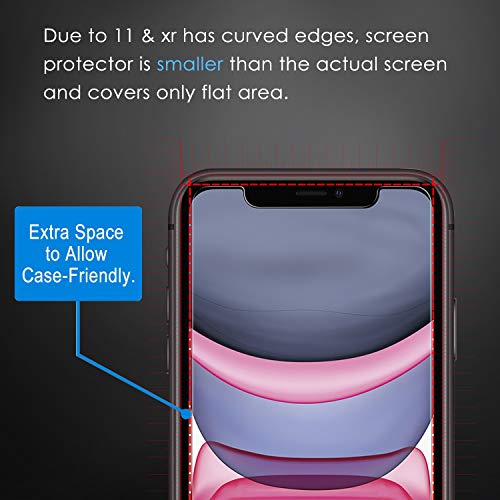 Due to 11 & xr has curved edges, screen
protector is smaller than the actual screen
and covers only flat area.
Extra Space
to Allow
Case-Friendly.